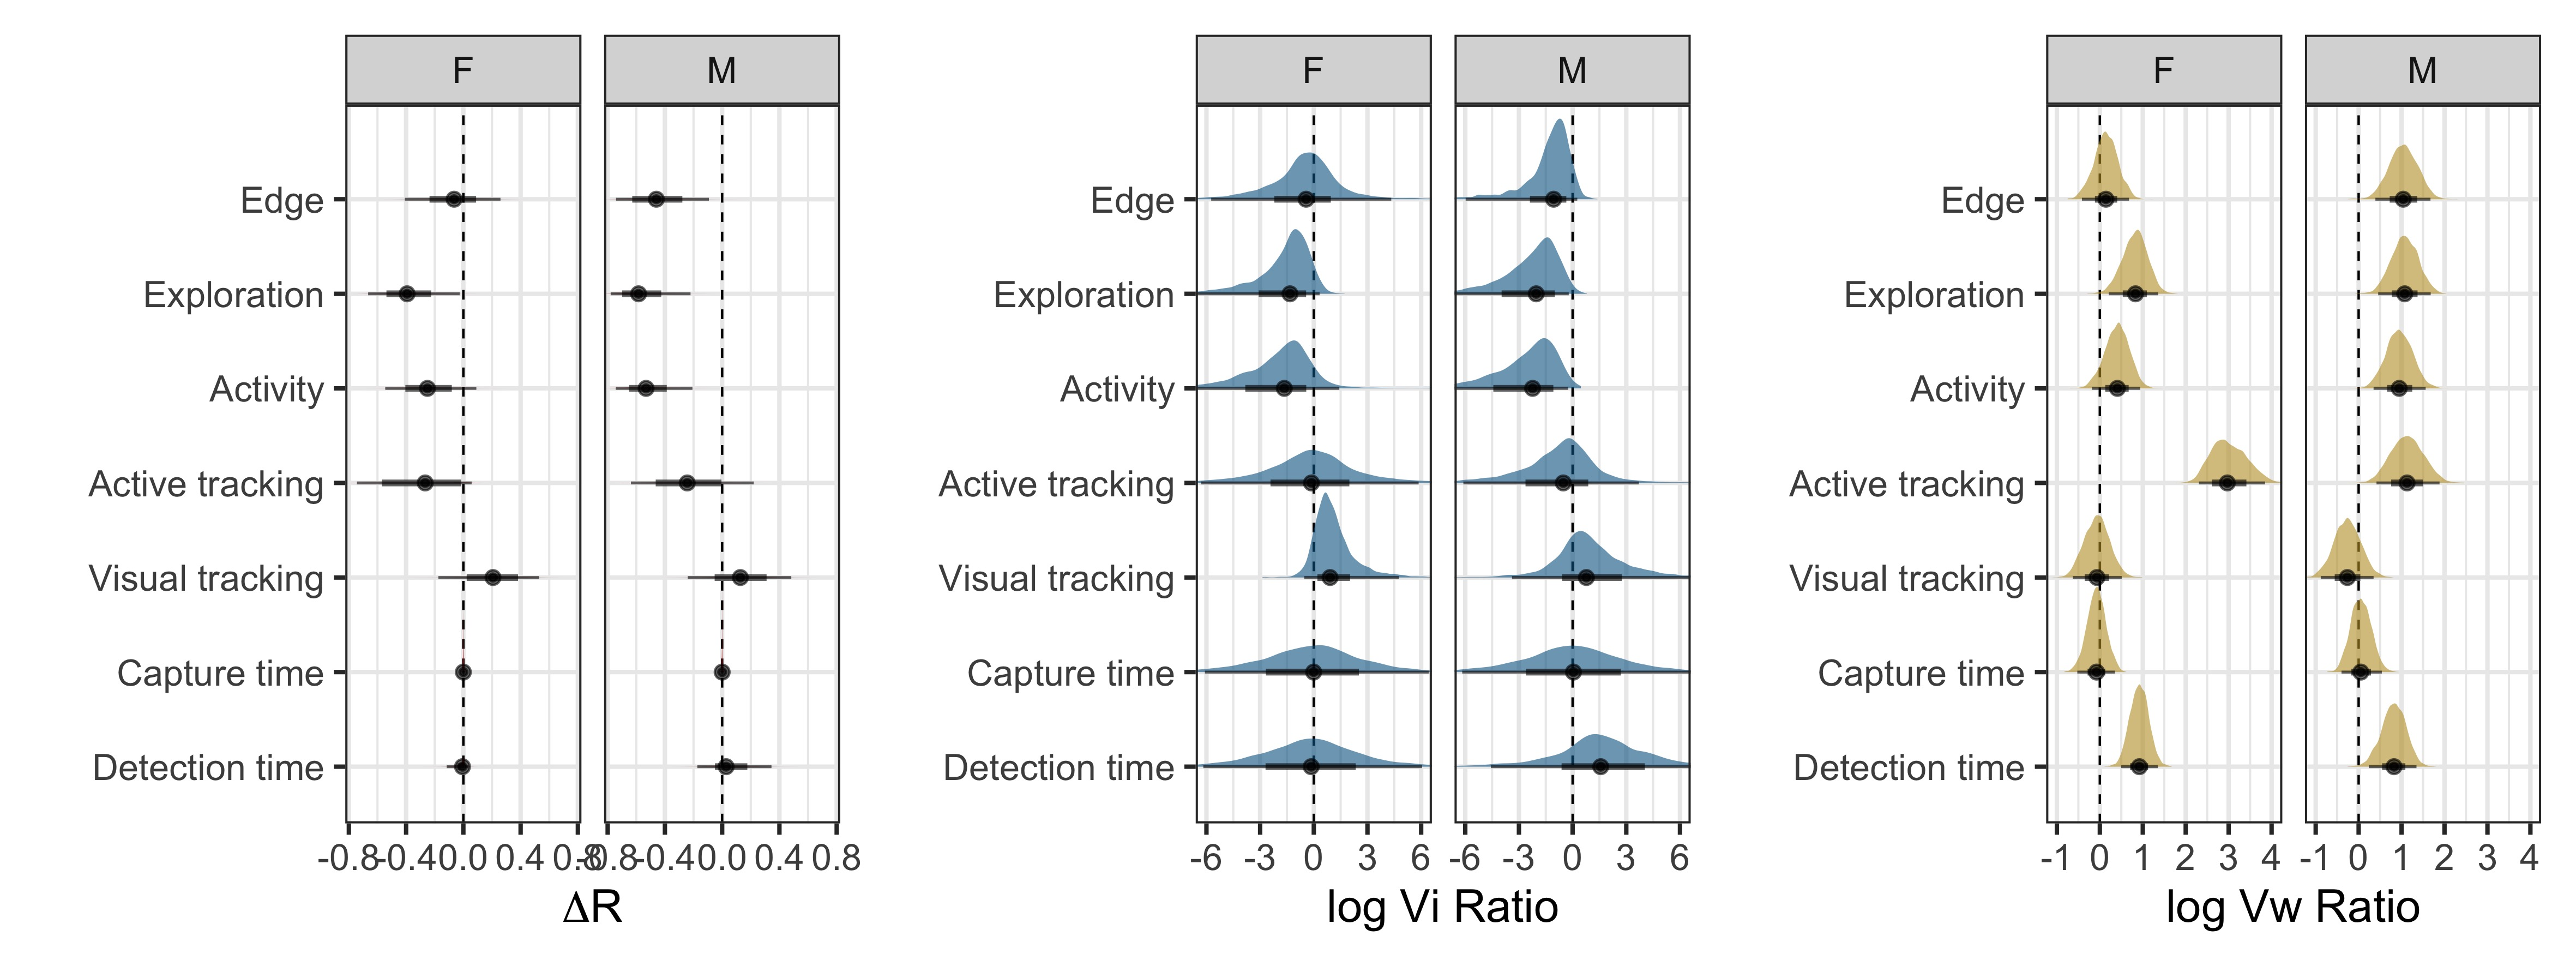 F M
Edge
Exploration
Activity
Active tracking
Visual tracking
Capture time
Detection time
-0.8 -0.4 0.0 0.4 0.8 -0.8 -0.4 0.0 0.4 0.8
ΔR
F M
Edge
Exploration
Activity
Active tracking
Visual tracking
Capture time
Detection time
-6 -3 0 3 6 -6 -3 0 3 6
log Vi Ratio
F M
Edge
Exploration
Activity
Active tracking
Visual tracking
Capture time
Detection time
-1 0 1 2 3 4 -1 0 1 2 3 4
log Vw Ratio